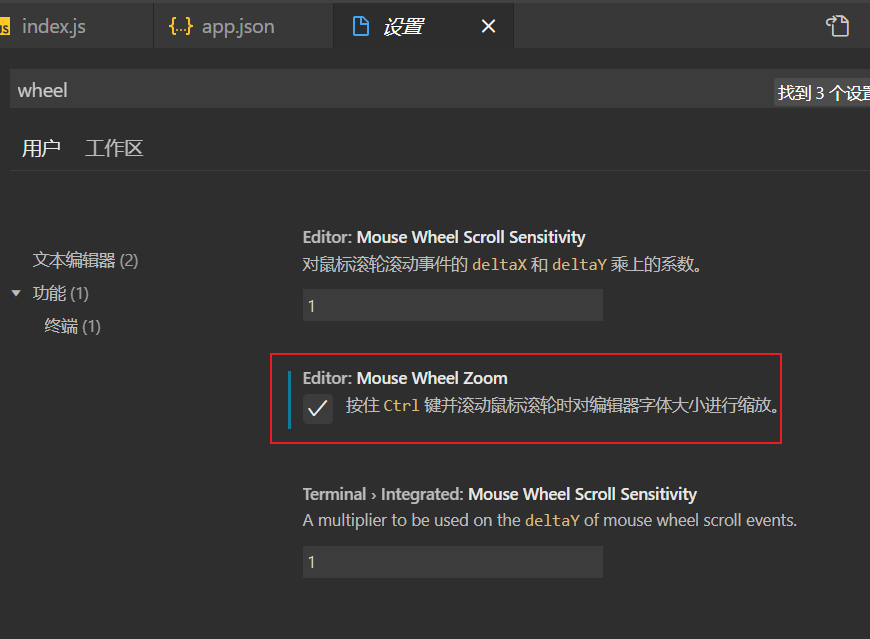 JS index.js {..} app.json 设置
wheel 找到 3 个设置
用户 工作区
文本编辑器 (2)
功能 (1)
终端 (1)
Editor: Mouse Wheel Scroll Sensitivity
对鼠标滚轮滚动事件的 deltaX 和 deltaY 乘上的系数。
1
Editor: Mouse Wheel Zoom
按住 Ctrl 键并滚动鼠标滚轮时对编辑器字体大小进行缩放。
Terminal › Integrated: Mouse Wheel Scroll Sensitivity
A multiplier to be used on the deltaY of mouse wheel scroll events.
1